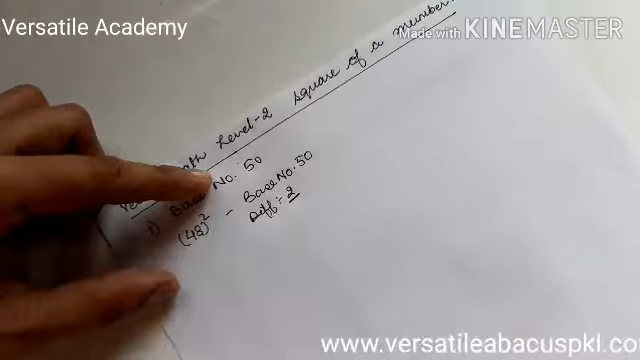 Versatile Academy
Made with KINEMASTER
Math Level-2 square of a number
1) Base No: 50
(48)² - Base No. 50
Diff :- 2
www.versatileabacuspkl.co